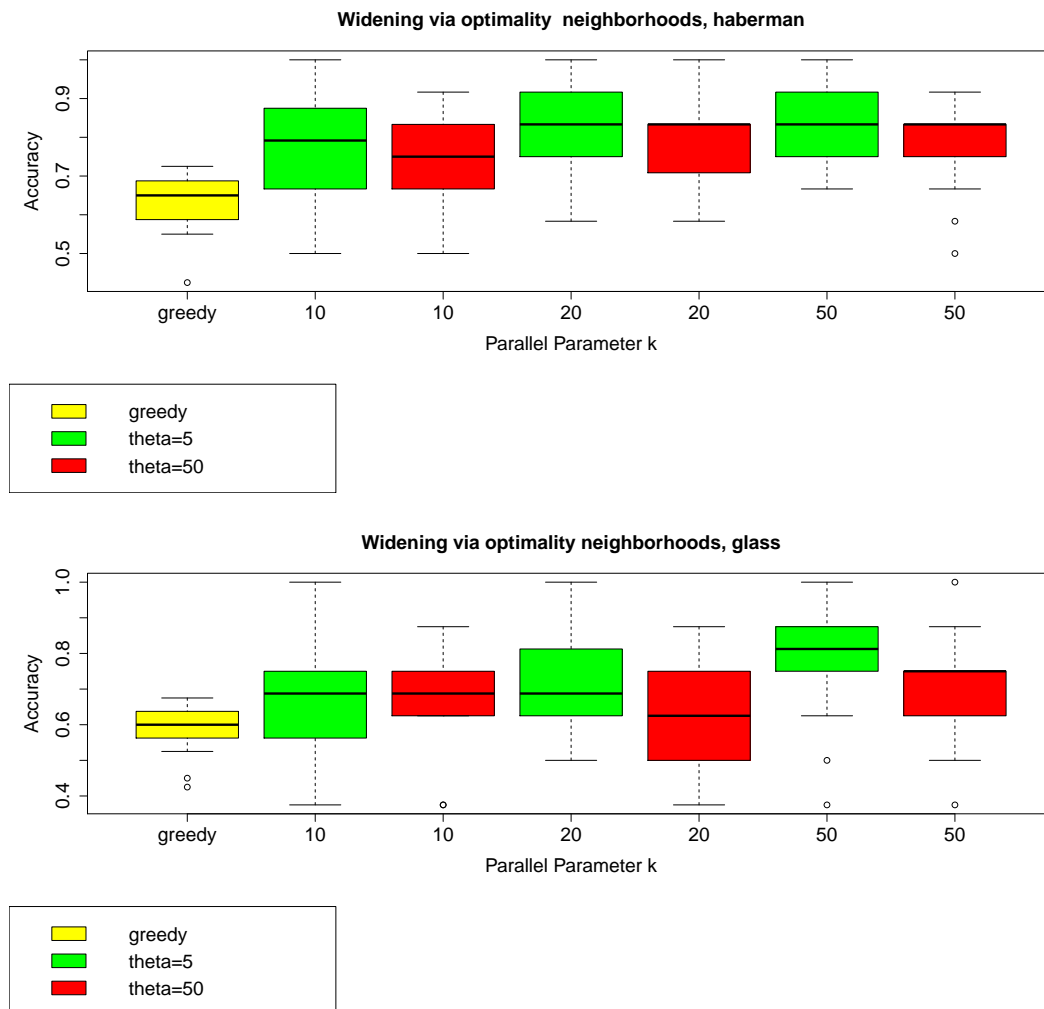 Widening via optimality  neighborhoods, haberman
Accuracy
0.9
0.7
0.5
greedy 10 10 20 20 50 50
Parallel Parameter k
greedy
theta=5
theta=50
Widening via optimality neighborhoods, glass
Accuracy
1.0
0.8
0.6
0.4
greedy 10 10 20 20 50 50
Parallel Parameter k
greedy
theta=5
theta=50